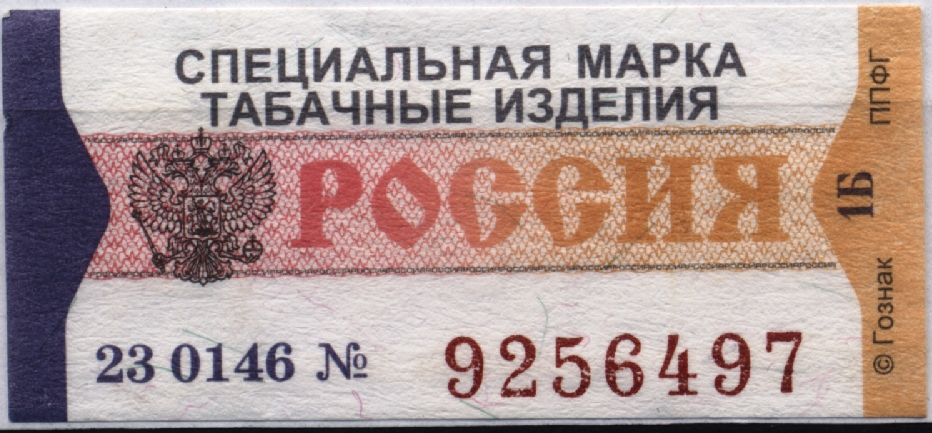 СПЕЦИАЛЬНАЯ МАРКА
ТАБАЧНЫЕ ИЗДЕЛИЯ
РОССИЯ
23 0146 № 9256497
© Гознак 1Б ППФГ